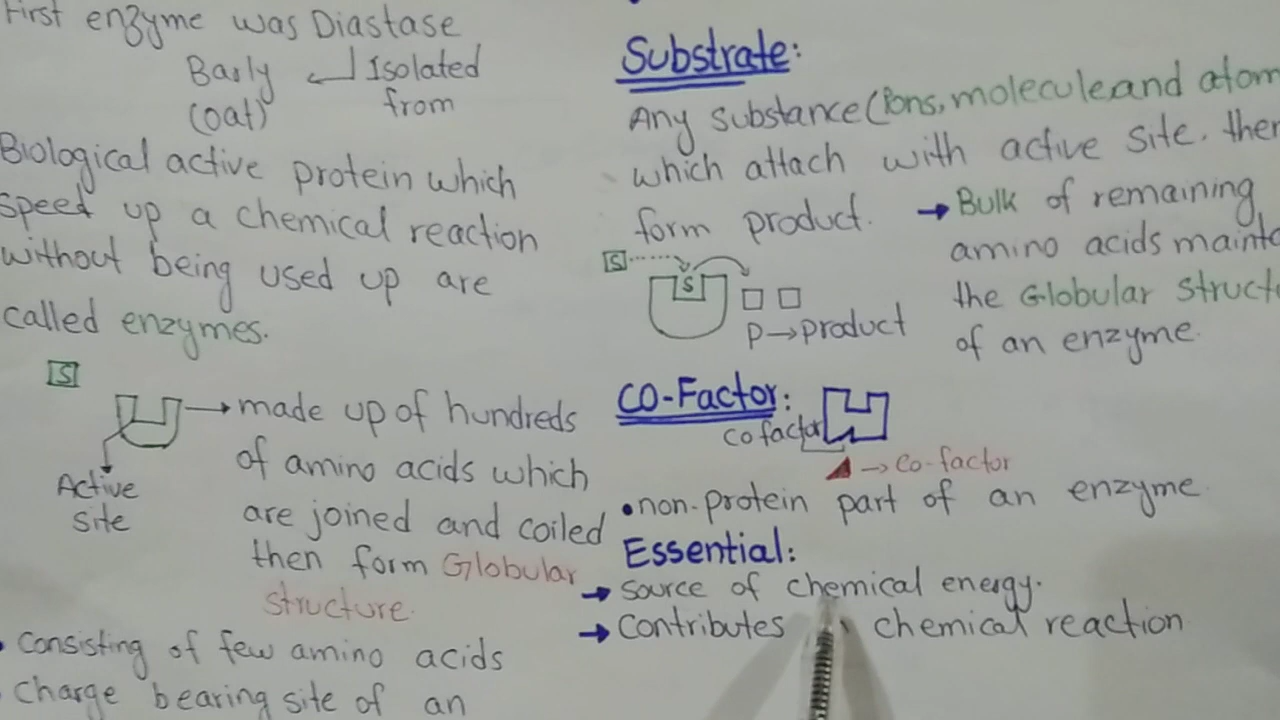 First enzyme was Diastase
Barly Isolated
(oat) from
Biological active protein which
speed up a chemical reaction
without being used up are
called enzymes.
S
made up of hundreds
of amino acids which
are joined and coiled
then form Globular
structure.
Active
site
consisting of few amino acids
charge bearing site of an
Substrate:
Any substance (Ions, molecule and atom
which attach with active site. then
form product.
S
S
P→product
→ Bulk of remaining
amino acids
the Globular
of an enzyme.
CO-Factor:
Cofactor
→ Co-factor
•non-protein part of an enzyme.
Essential:
→ source of chemical energy.
→ Contributes chemical reaction